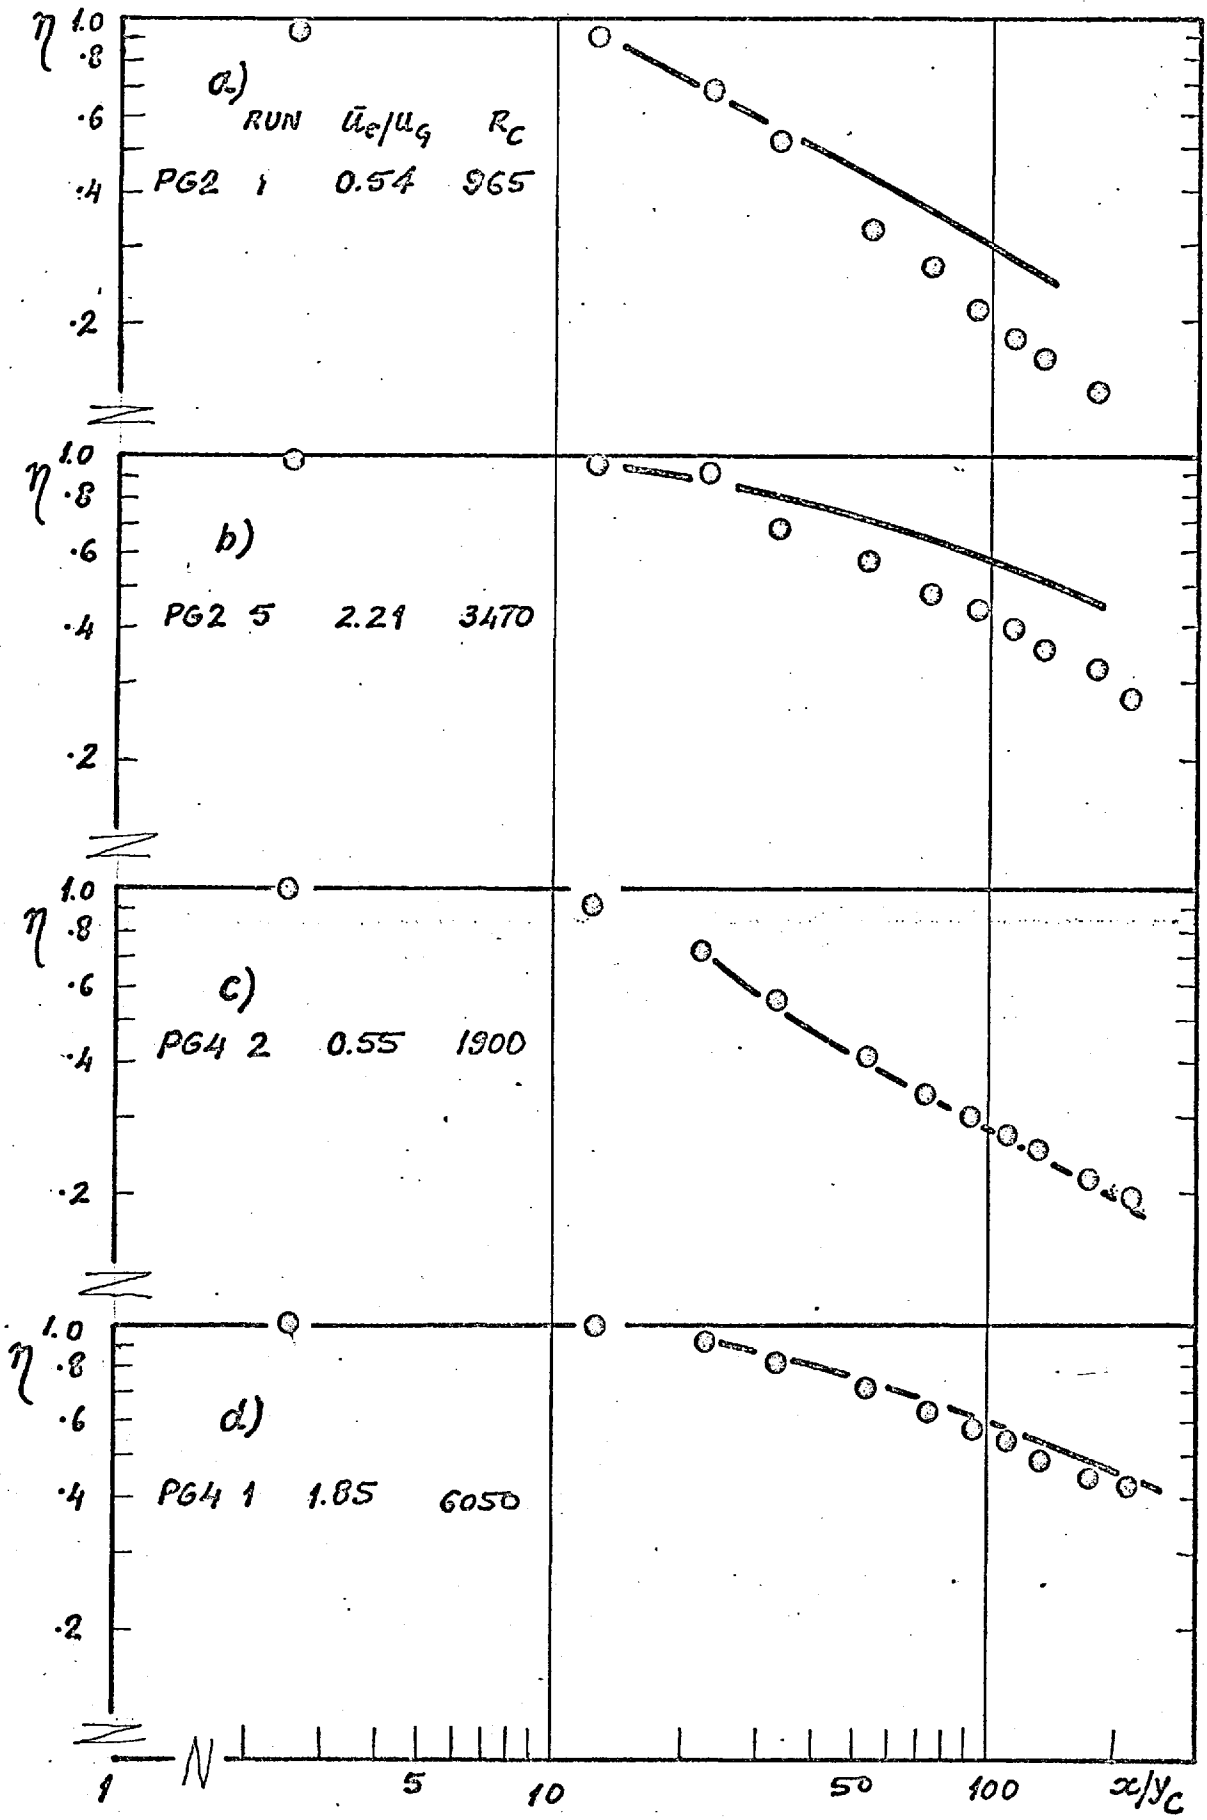 η 1.0
.8
a)
.6
RUN ūc/uG RC
.4
PG2 1 0.54 965
.2
η 1.0
.8
b)
.6
PG2 5 2.21 3470
.4
.2
η 1.0
.8
c)
.6
PG4 2 0.55 1900
.4
.2
η 1.0
.8
d)
.6
PG4 1 1.85 6050
.4
.2
1 5 10 50 100 x/yC